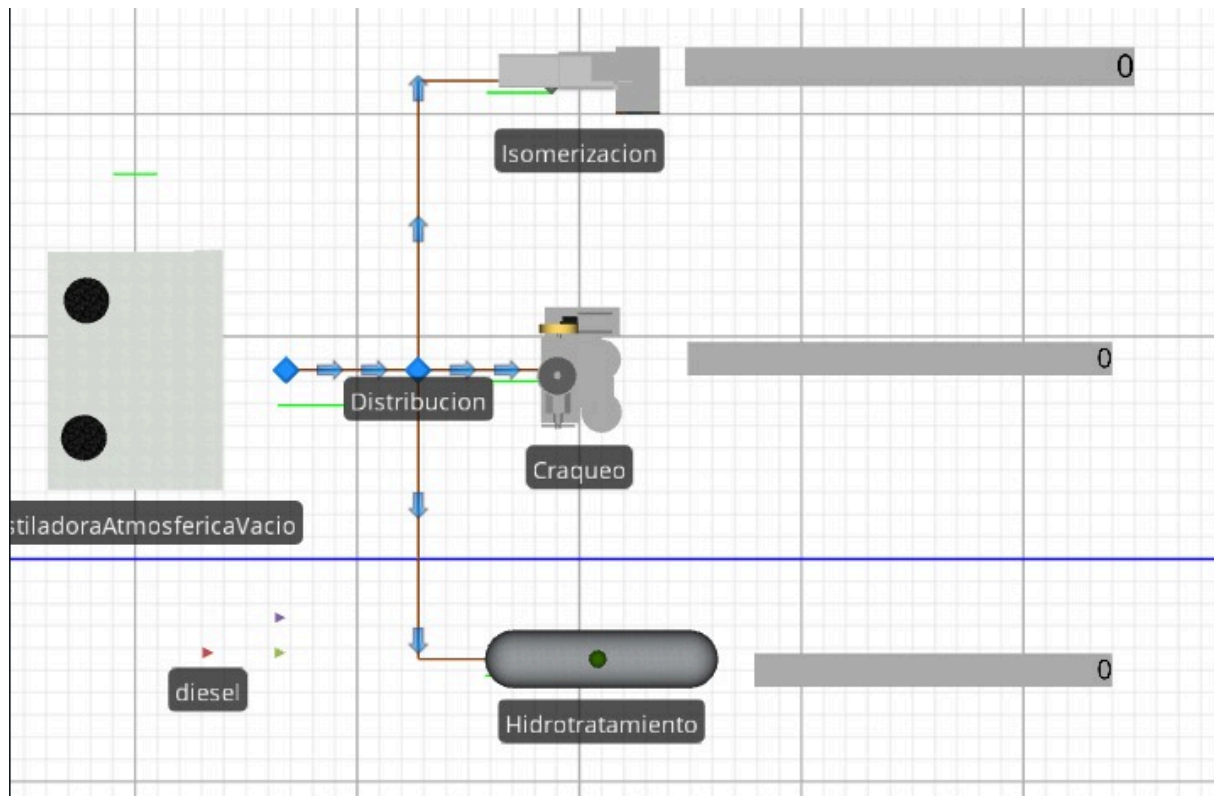 0
Isomerizacion
0
Distribucion
Craqueo
stiladoraAtmosfericaVacio
0
diesel
Hidrotratamiento